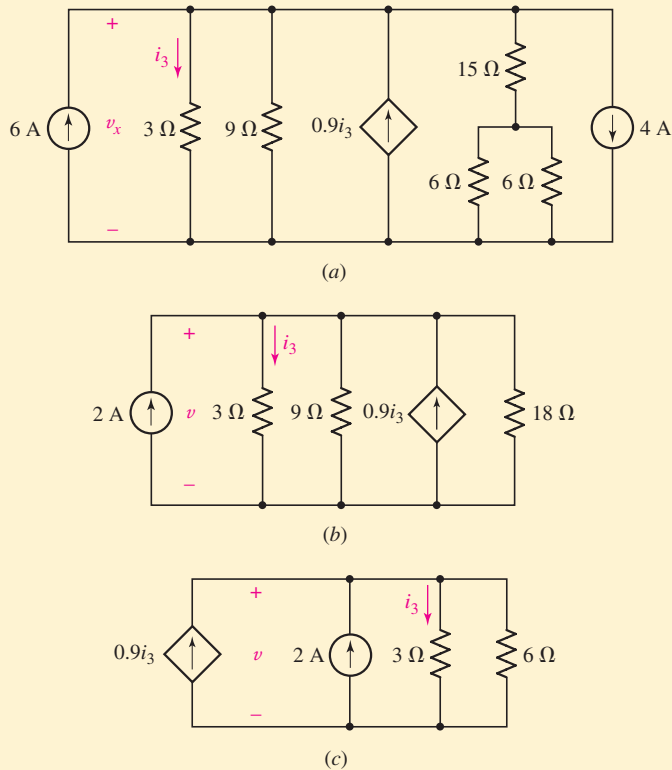 +
i₃
15 Ω
6 A
vₓ
3 Ω
9 Ω
0.9i₃
4 A
6 Ω
6 Ω
–
(a)
+
i₃
2 A
v
3 Ω
9 Ω
0.9i₃
18 Ω
–
(b)
+
i₃
0.9i₃
v
2 A
3 Ω
6 Ω
–
(c)